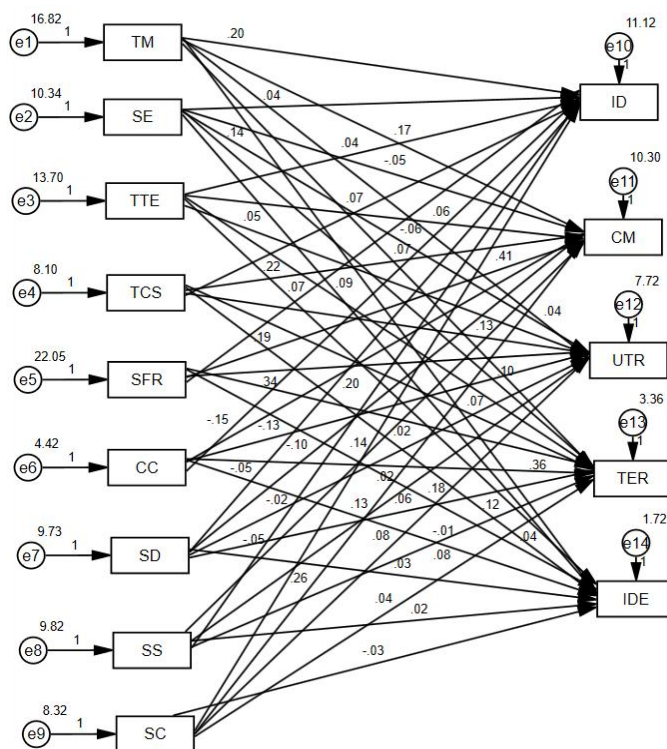 16.82
e1
1
TM
10.34
e2
1
SE
13.70
e3
1
TTE
8.10
e4
1
TCS
22.05
e5
1
SFR
4.42
e6
1
CC
9.73
e7
1
SD
9.82
e8
1
SS
8.32
e9
1
SC
.20
.04
.17
.14
.04
-.05
.07
.06
.05
-.06
.07
.41
.22
.07
.09
.04
.13
.19
.34
.20
.10
.07
-.15
-.13
.02
-.10
.14
.36
-.05
.02
.18
-.02
.13
.06
.12
-.01
-.05
.08
.08
.04
.03
.26
.04
.02
-.03
11.12
e10
1
ID
10.30
e11
1
CM
7.72
e12
1
UTR
3.36
e13
1
TER
1.72
e14
1
IDE